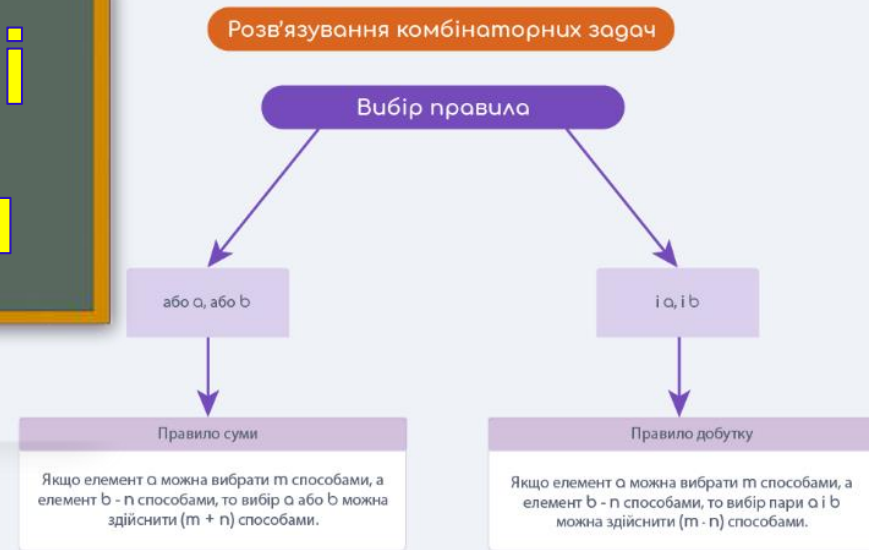 і
Розв'язування комбінаторних задач
Вибір правила
або a, або b
і a, і b
Правило суми
Якщо елемент a можна вибрати m способами, а
елемент b - n способами, то вибір a або b можна
здійснити (m + n) способами.
Правило добутку
Якщо елемент a можна вибрати m способами, а
елемент b - n способами, то вибір пари a і b
можна здійснити (m · n) способами.